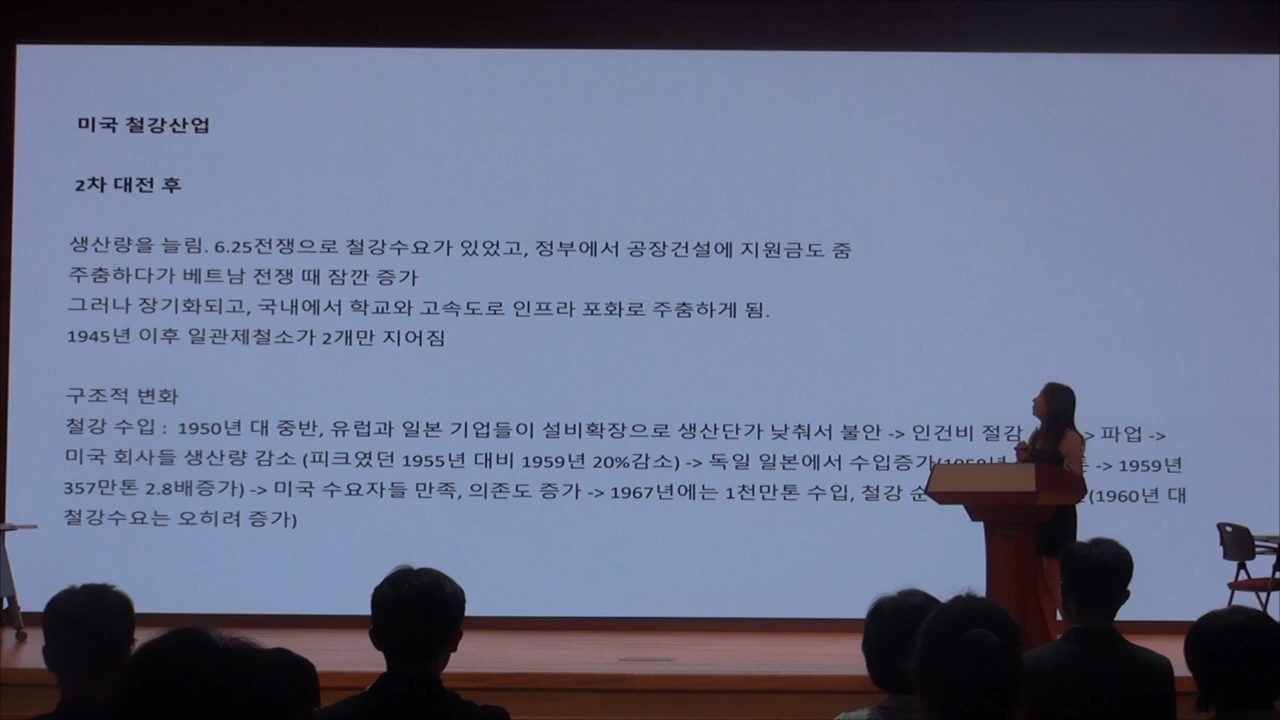 미국 철강산업
2차 대전 후
생산량을 늘림. 6.25전쟁으로 철강수요가 있었고, 정부에서 공장건설에 지원금도 줌
주춤하다가 베트남 전쟁 때 잠깐 증가
그러나 장기화되고, 국내에서 학교와 고속도로 인프라 포화로 주춤하게 됨.
1945년 이후 일관제철소가 2개만 지어짐
구조적 변화
철강 수입 : 1950년 대 중반, 유럽과 일본 기업들이 설비확장으로 생산단가 낮춰서 불안 -> 인건비 절감 > 파업 ->
미국 회사들 생산량 감소 (피크였던 1955년 대비 1959년 20%감소) -> 독일 일본에서 수입증가 -> 1959년
357만톤 2.8배증가) -> 미국 수요자들 만족, 의존도 증가 -> 1967년에는 1천만톤 수입, 철강 (1960년 대
철강수요는 오히려 증가)